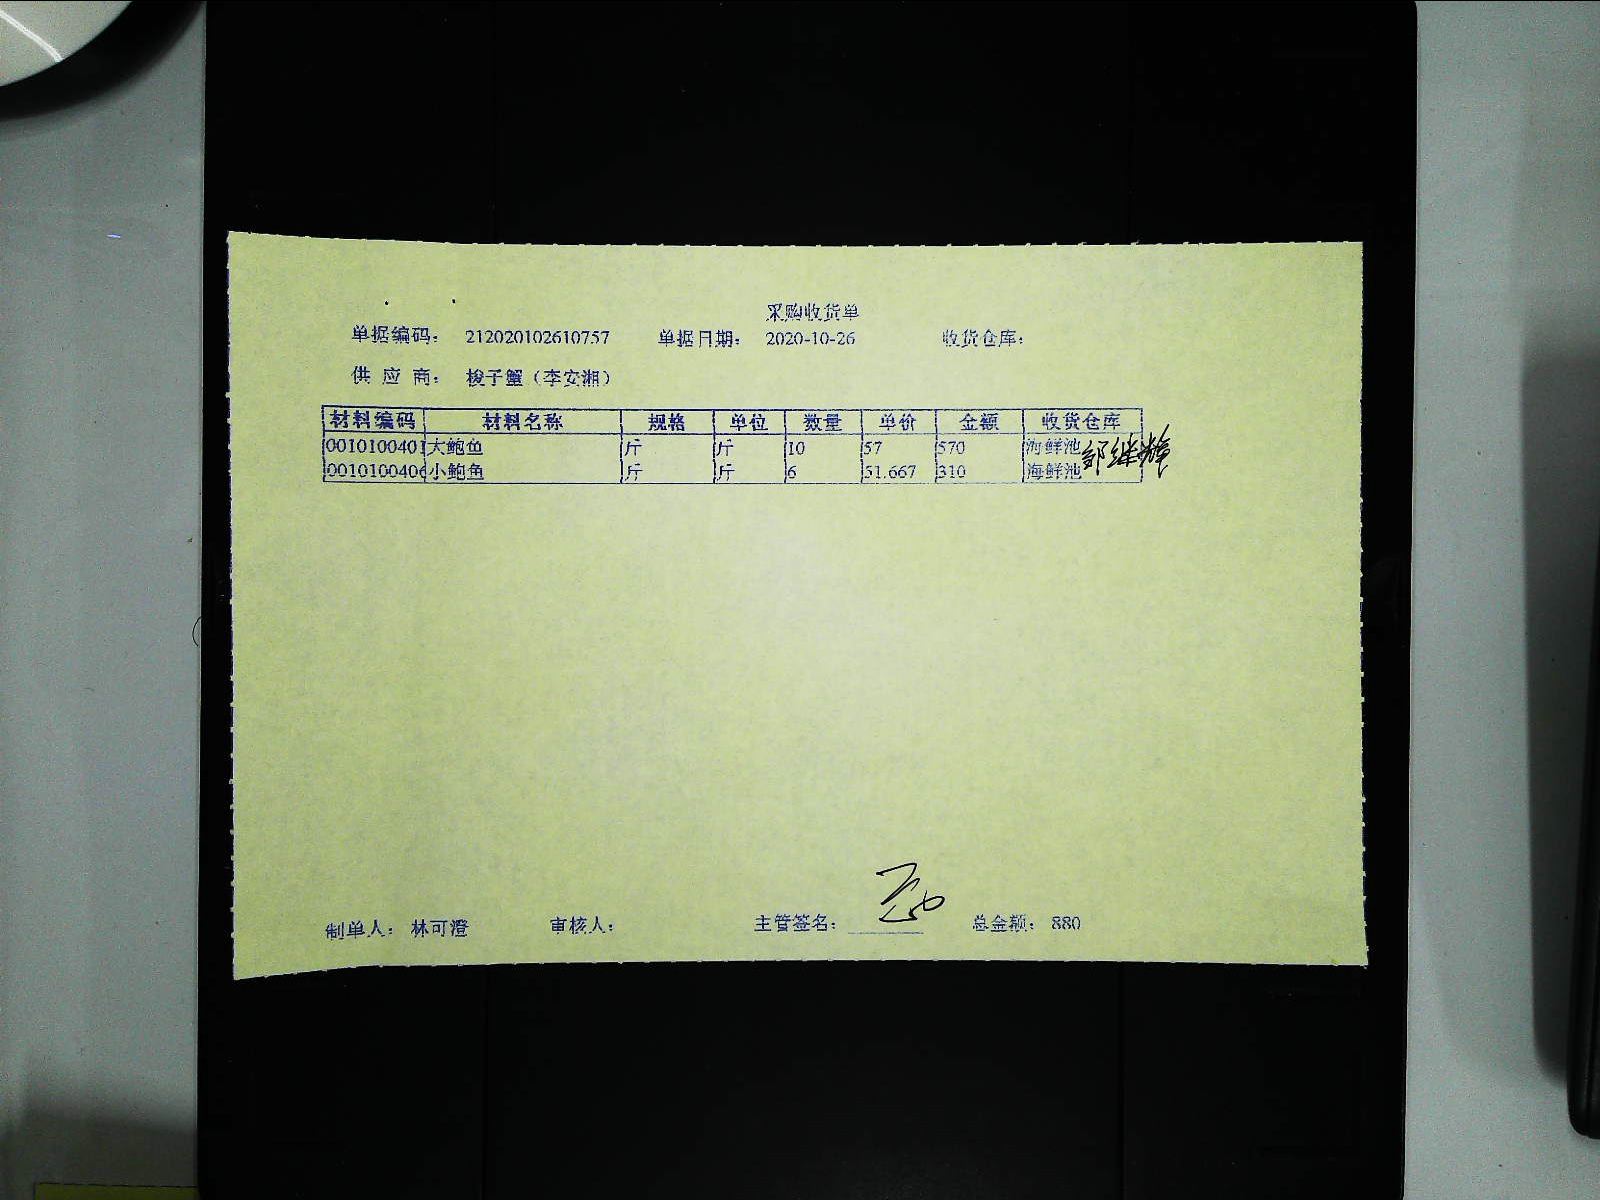 采购收货单
单据编码： 212020102610757 单据日期： 2020-10-26 收货仓库：
供应商： 梭子蟹（李安湘）
材料编码 材料名称 规格 单位 数量 单价 金额 收货仓库
0010100401 大鲍鱼 斤 斤 10 57 570 海鲜池
0010100406 小鲍鱼 斤 斤 6 51.667 310 海鲜池
制单人： 林可澄 审核人： 主管签名： 总金额： 880